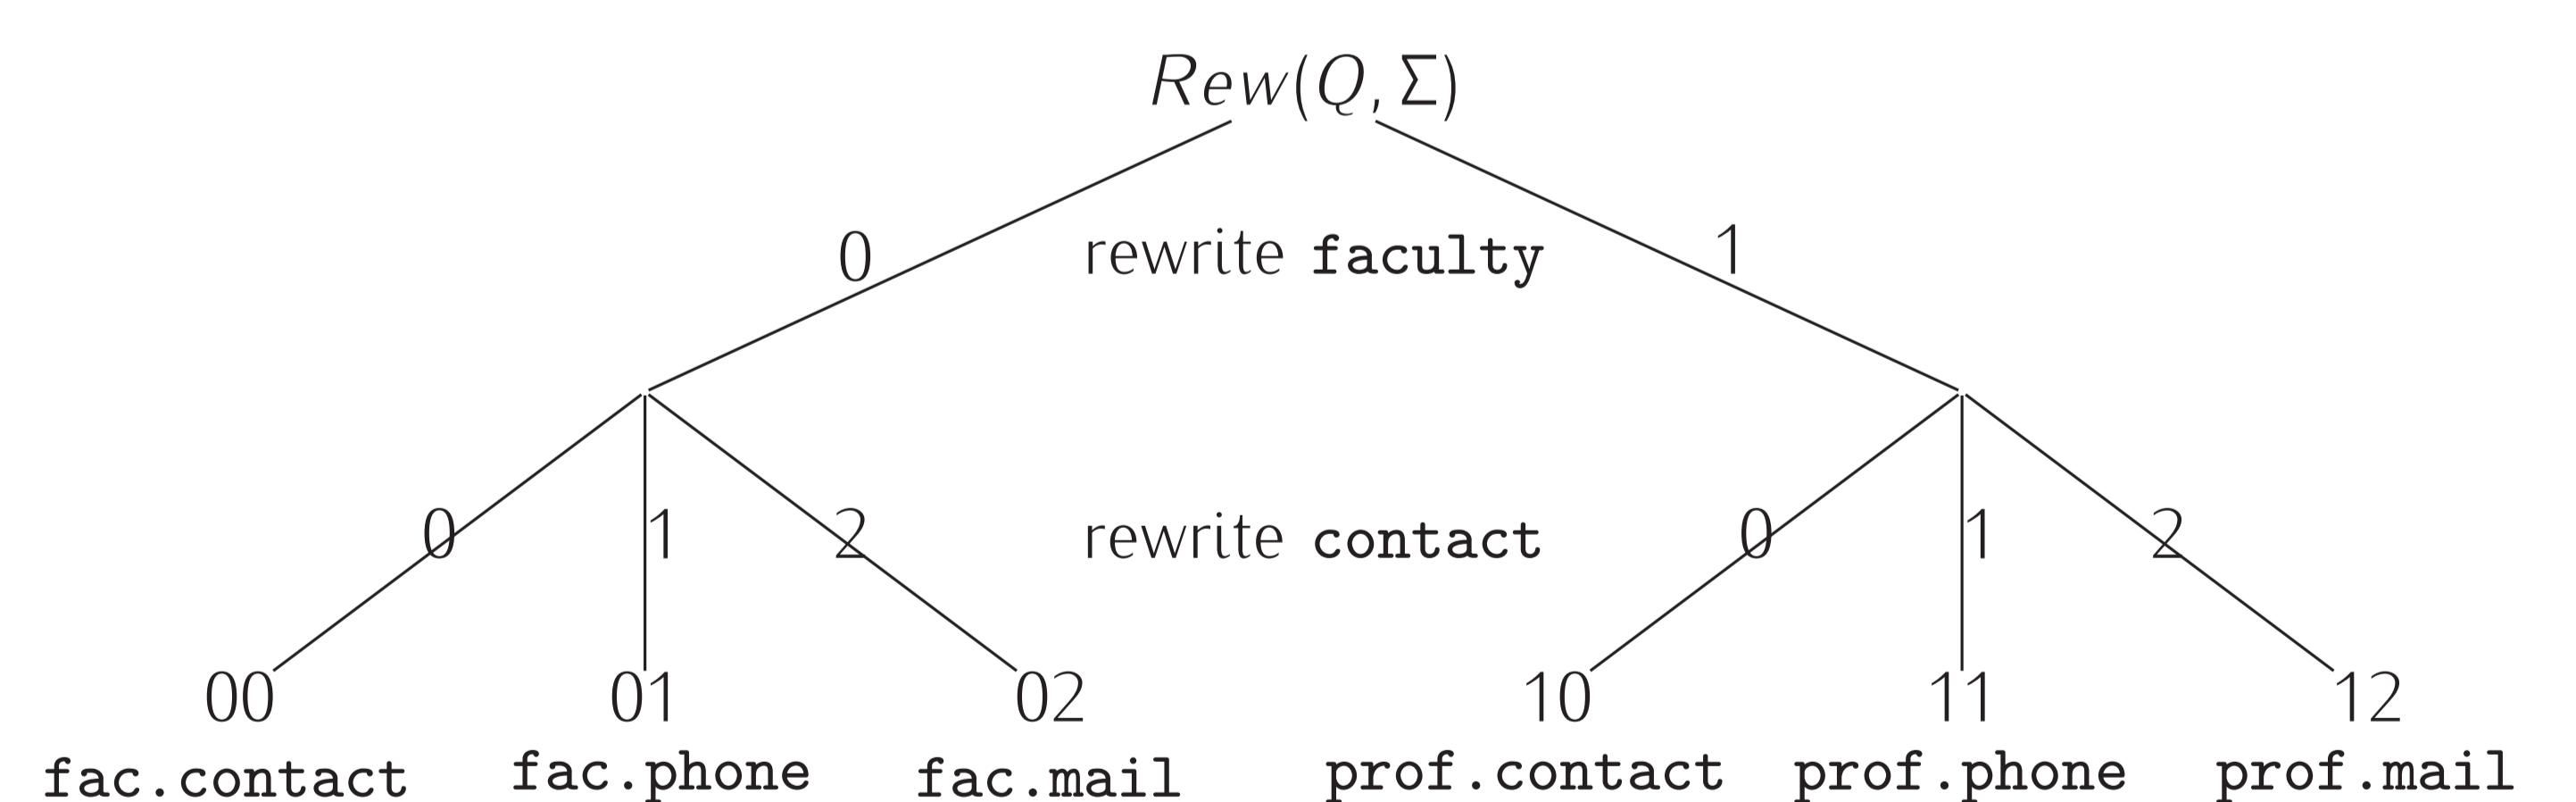 Rew(Q, Σ)
0 rewrite faculty 1
0 1 2 rewrite contact 0 1 2
00 01 02 10 11 12
fac.contact fac.phone fac.mail prof.contact prof.phone prof.mail